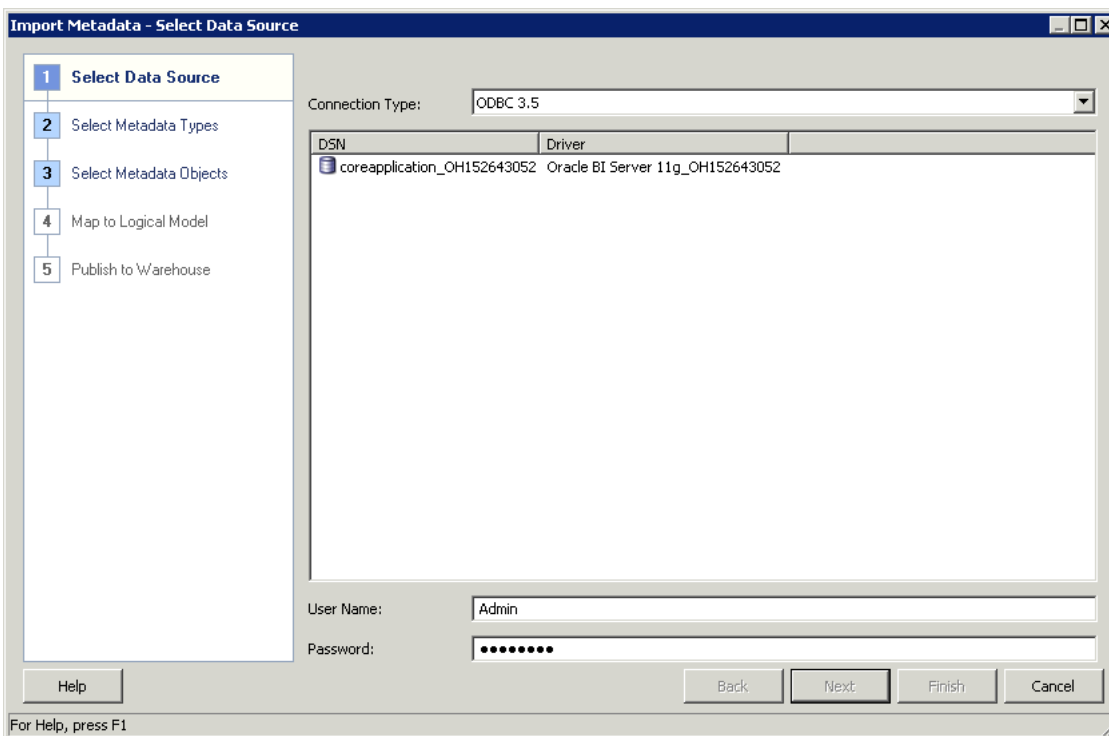 Import Metadata - Select Data Source
1 Select Data Source
2 Select Metadata Types
3 Select Metadata Objects
4 Map to Logical Model
5 Publish to Warehouse
Connection Type: ODBC 3.5
DSN Driver
coreapplication_OH152643052 Oracle BI Server 11g_OH152643052
User Name: Admin
Password: ●●●●●●●●
Help Back Next Finish Cancel
For Help, press F1